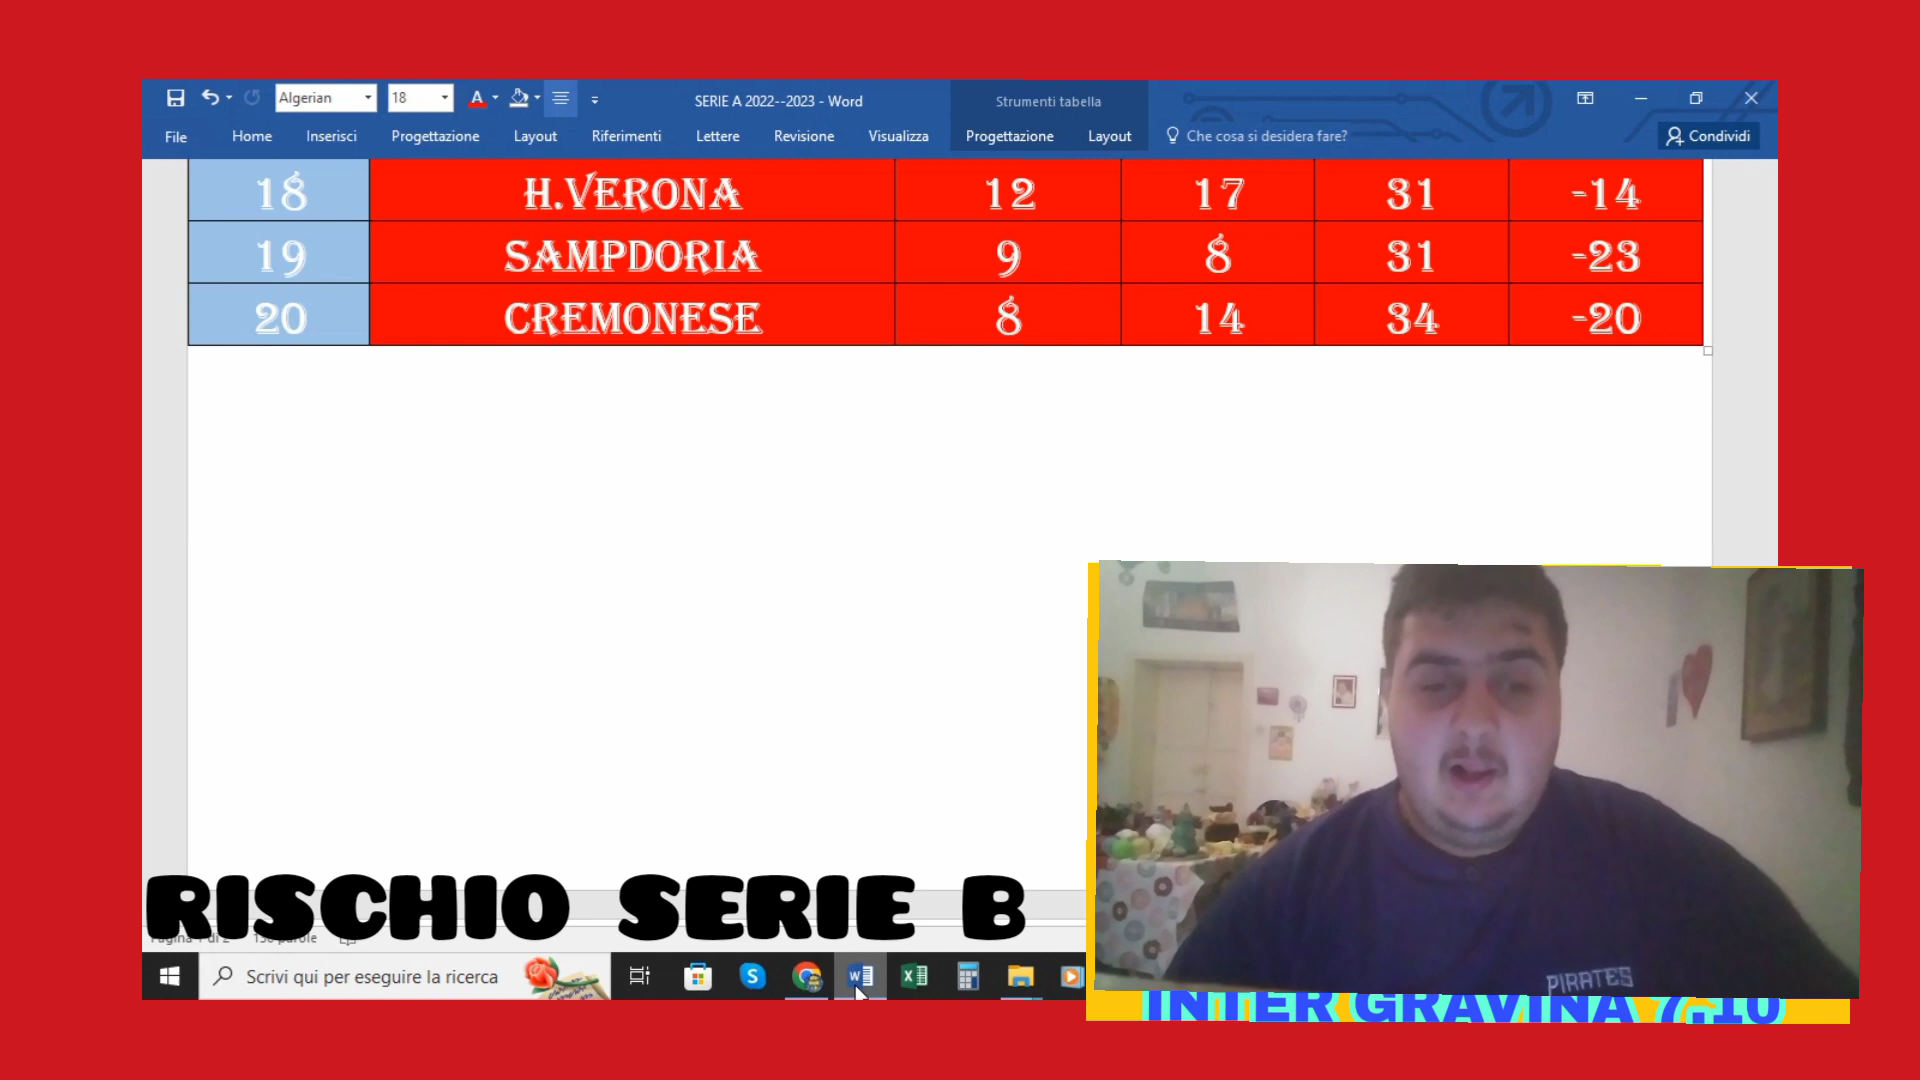 Algerian 18 A SERIE A 2022--2023 - Word Strumenti tabella
File Home Inserisci Progettazione Layout Riferimenti Lettere Revisione Visualizza Progettazione Layout Che cosa si desidera fare? Condividi
18 H.VERONA 12 17 31 -14
19 SAMPDORIA 9 8 31 -23
20 CREMONESE 8 14 34 -20
RISCHIO SERIE B
Scrivi qui per eseguire la ricerca
PIRATES
INTER GRAVINA 7.10